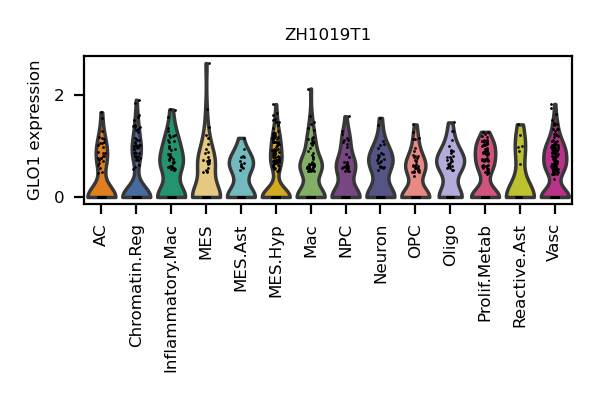 ZH1019T1
GLO1 expression
2
0
AC
Chromatin.Reg
Inflammatory.Mac
MES
MES.Ast
MES.Hyp
Mac
NPC
Neuron
OPC
Oligo
Prolif.Metab
Reactive.Ast
Vasc